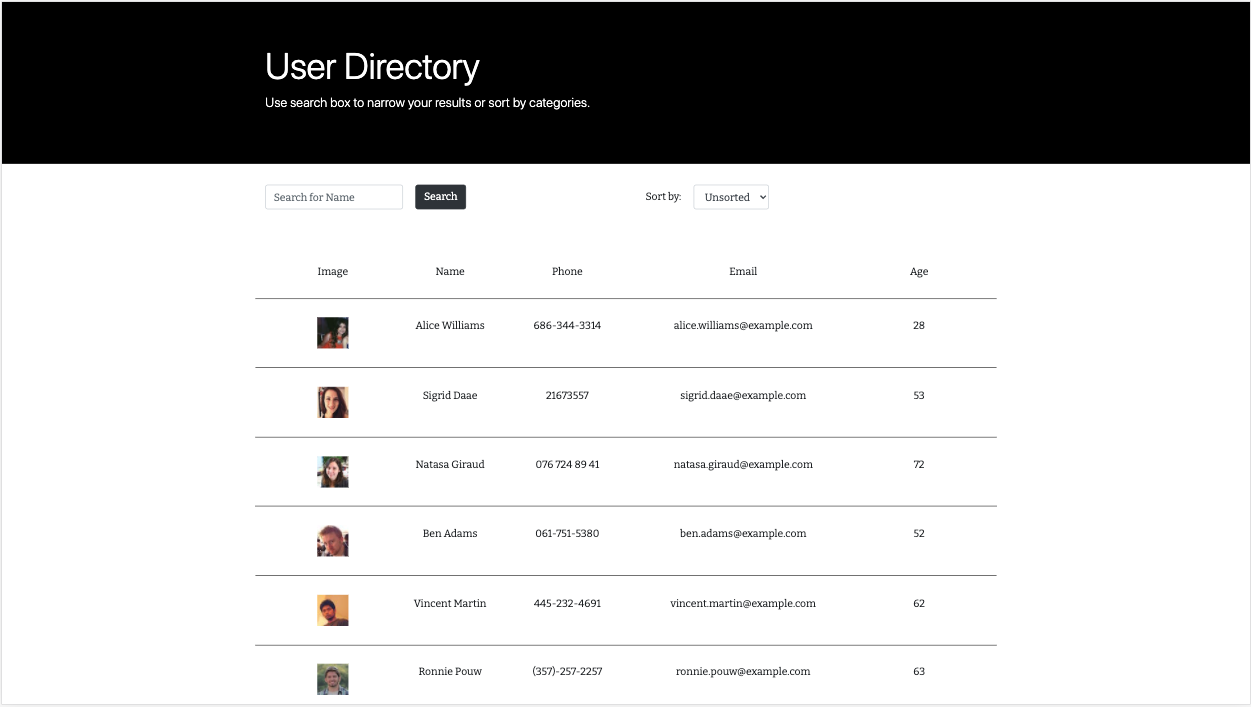 User Directory
Use search box to narrow your results or sort by categories.
Search for Name Search Sort by: Unsorted
Image Name Phone Email Age
Alice Williams 686-344-3314 alice.williams@example.com 28
Sigrid Daae 21673557 sigrid.daae@example.com 53
Natasa Giraud 076 724 89 41 natasa.giraud@example.com 72
Ben Adams 061-751-5380 ben.adams@example.com 52
Vincent Martin 445-232-4691 vincent.martin@example.com 62
Ronnie Pouw (357)-257-2257 ronnie.pouw@example.com 63